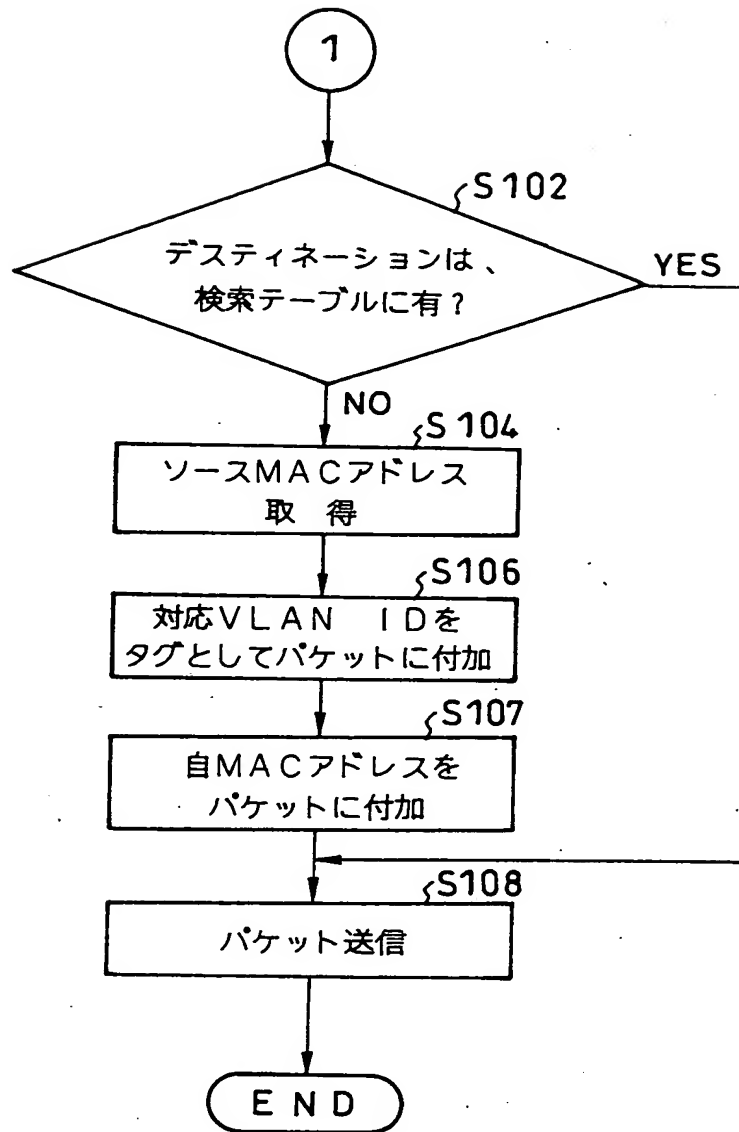 1
S102
デスティネーションは、
検索テーブルに有?
YES
NO
S104
ソースMACアドレス
取 得
S106
対応VLAN IDを
タグとしてパケットに付加
S107
自MACアドレスを
パケットに付加
S108
パケット送信
END